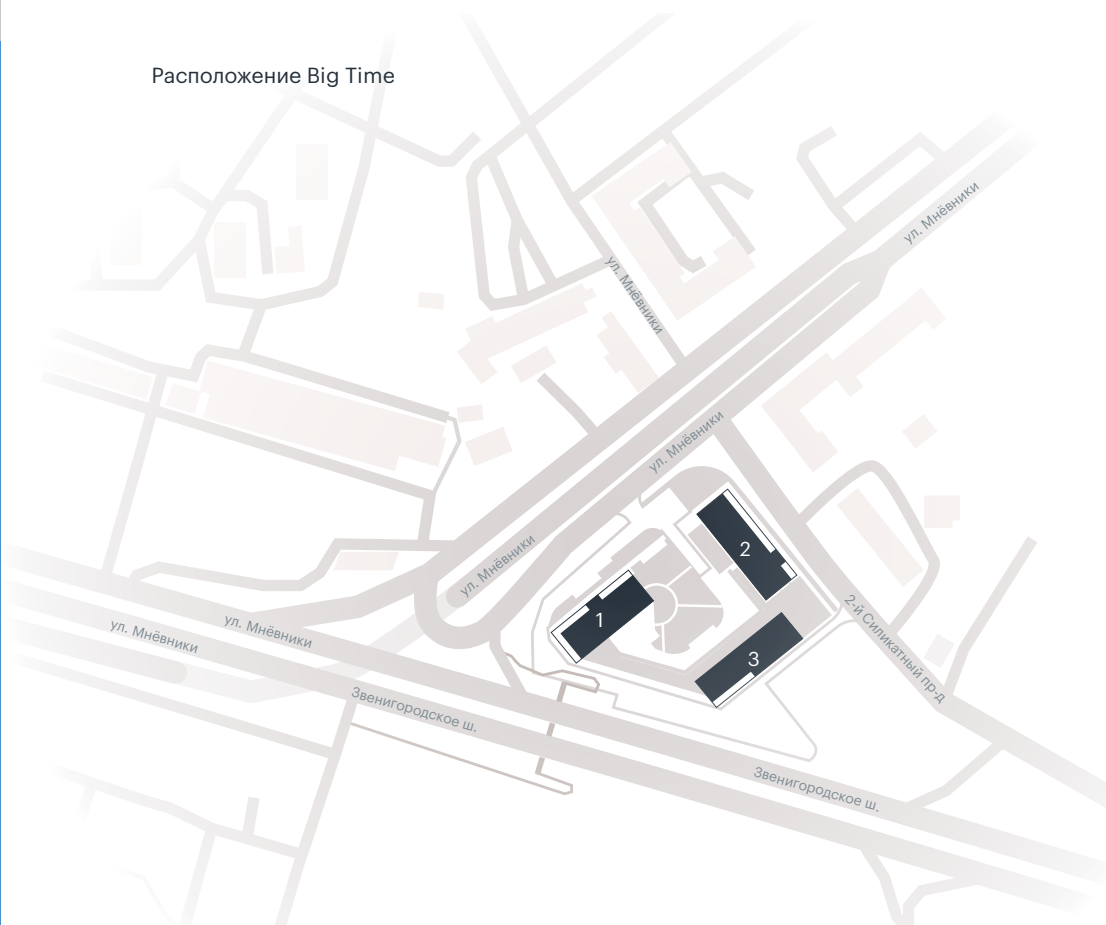 Расположение Big Time
ул. Мнёвники
ул. Мнёвники
ул. Мнёвники
ул. Мнёвники
2
1
3
2-й Силикатный пр-д
ул. Мнёвники
ул. Мнёвники
Звенигородское ш.
Звенигородское ш.